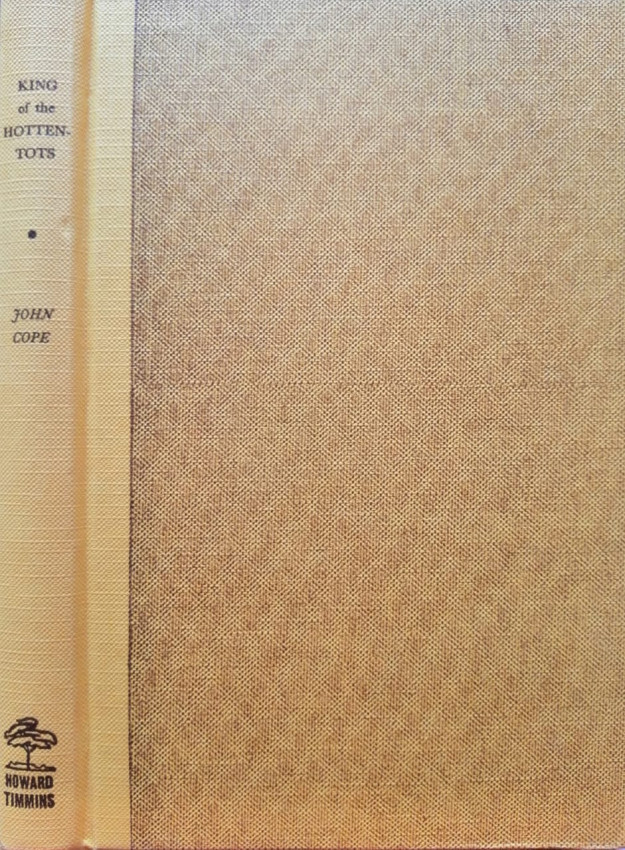 KING
of the
HOTTEN-
TOTS
•
JOHN
COPE
HOWARD
TIMMINS